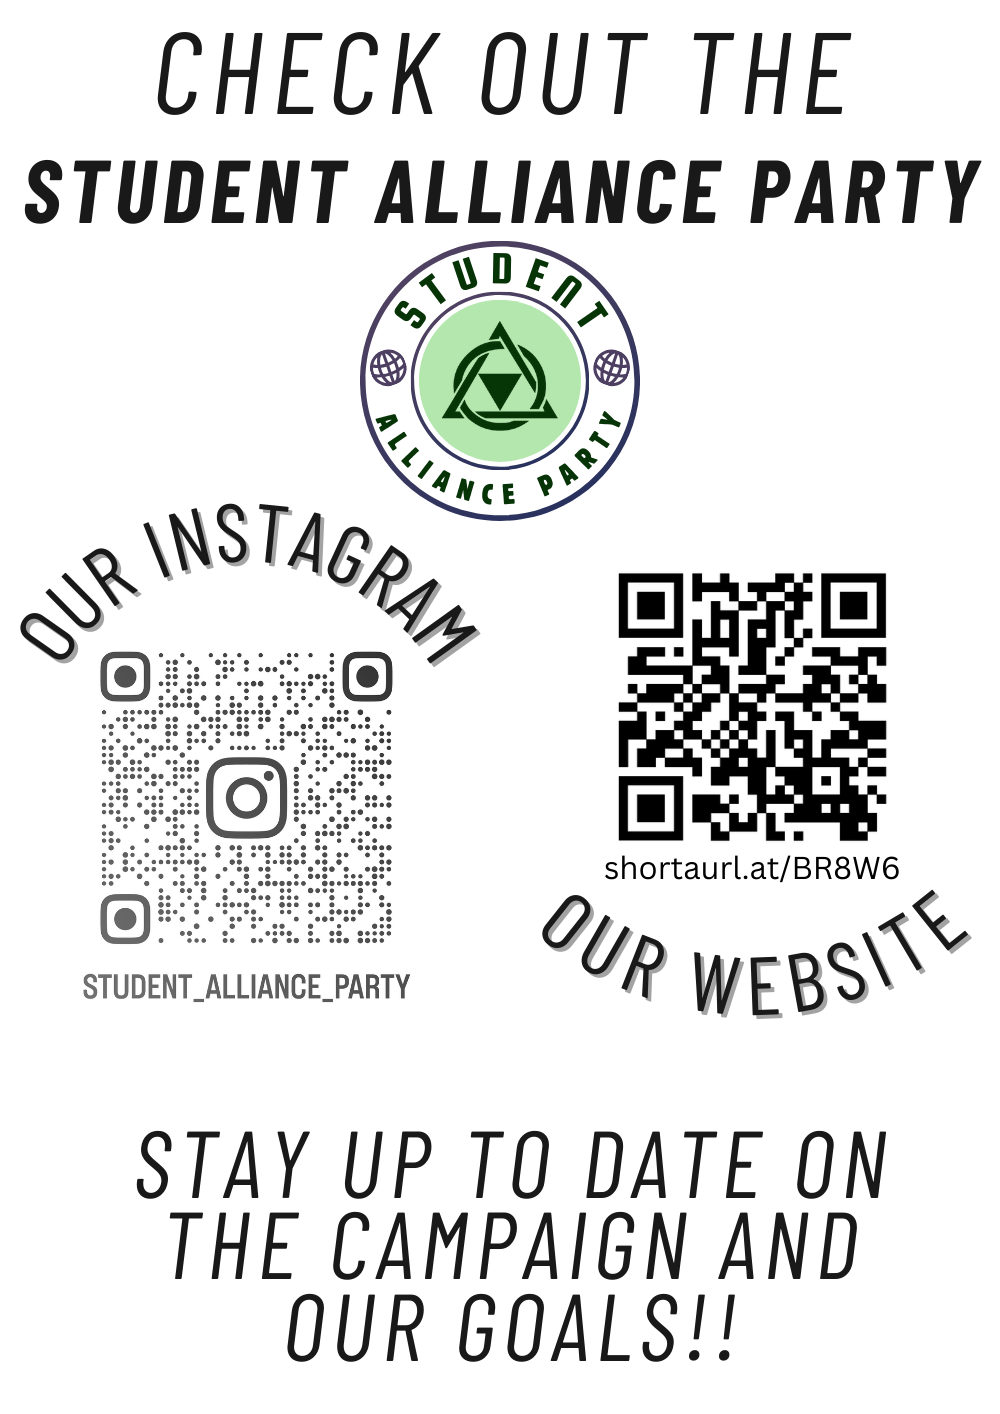 CHECK OUT THE
STUDENT ALLIANCE PARTY
STUDENT
ALLIANCE PARTY
OUR INSTAGRAM
STUDENT_ALLIANCE_PARTY
shortaurl.at/BR8W6
OUR WEBSITE
STAY UP TO DATE ON
THE CAMPAIGN AND
OUR GOALS!!